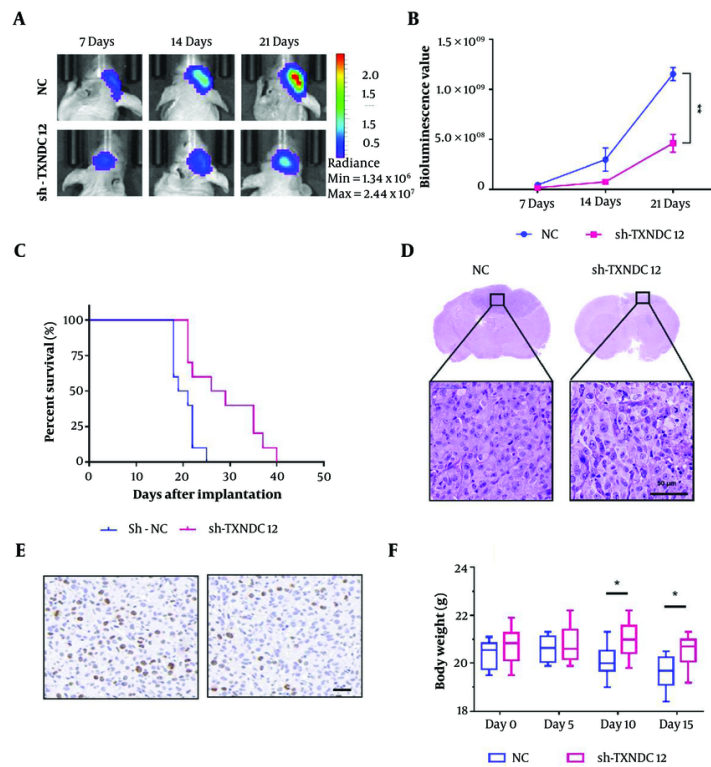 A
7 Days
14 Days
21 Days
NC
sh - TXNDC 12
2.0
1.5
1.5
0.5
Radiance
Min = 1.34 x 10⁶
Max = 2.44 x 10⁷
B
Bioluminescence value
1.5×10⁰⁹
1.0×10⁰⁹
5.0×10⁰⁸
0
7 Days
14 Days
21 Days
**
NC
sh-TXNDC 12
C
Percent survival (%)
100
75
50
25
0
0
10
20
30
40
50
Days after implantation
Sh - NC
sh-TXNDC 12
D
NC
sh-TXNDC 12
50 μm
E
F
Body weight (g)
24
22
20
18
*
*
Day 0
Day 5
Day 10
Day 15
NC
sh-TXNDC 12